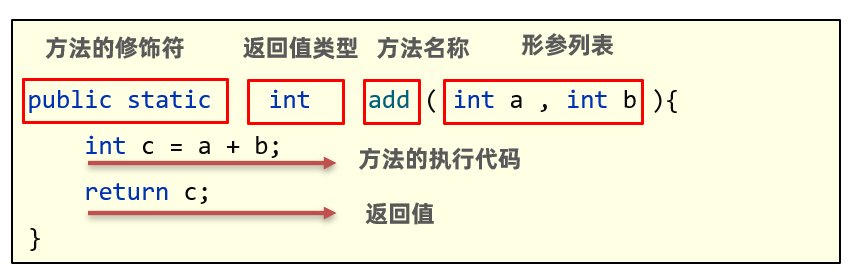 方法的修饰符 返回值类型 方法名称 形参列表
public static int add ( int a , int b ){
int c = a + b;
方法的执行代码
return c;
返回值
}